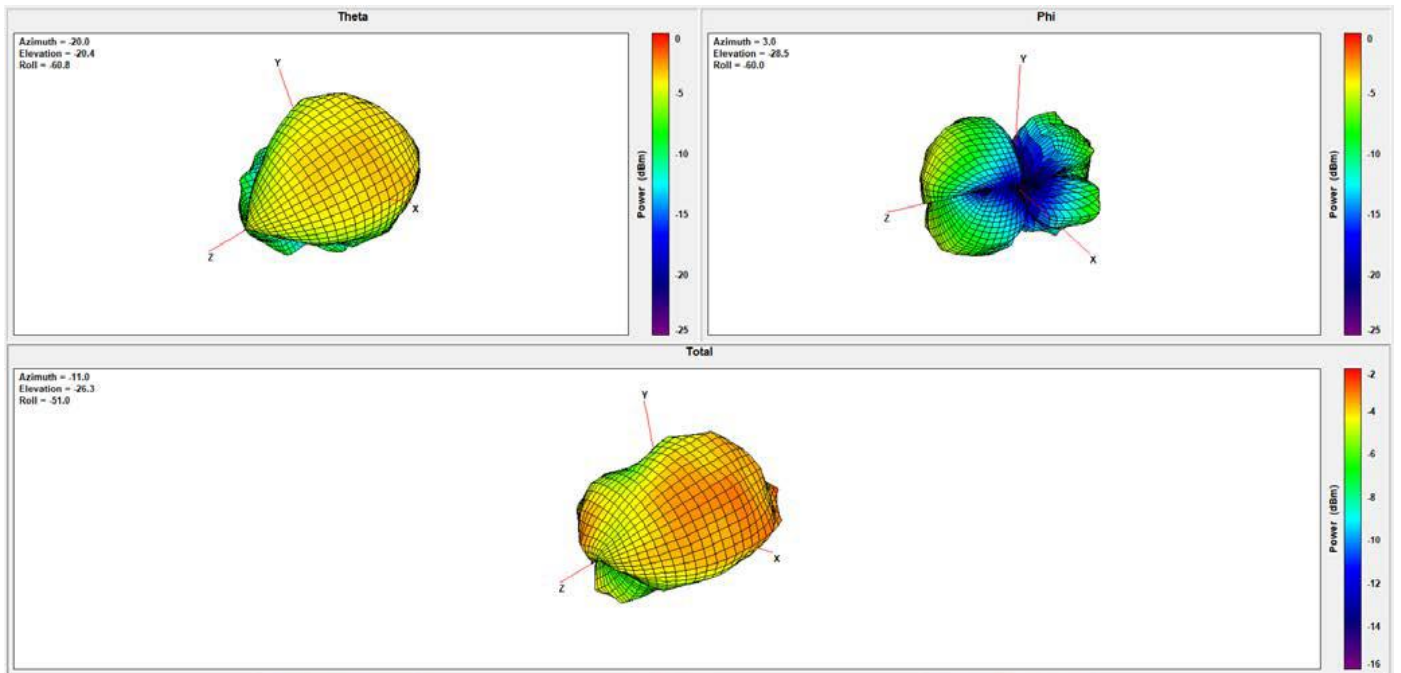 Theta
Azimuth = -20.0
Elevation = -20.4
Roll = -60.8
Y
X
Z
0
-5
-10
-15
-20
-25
Power (dBm)
Phi
Azimuth = 3.0
Elevation = -28.5
Roll = -60.0
Y
Z
X
0
-5
-10
-15
-20
-25
Power (dBm)
Total
Azimuth = -11.0
Elevation = -26.3
Roll = -51.0
Y
X
Z
-2
-4
-6
-8
-10
-12
-14
-16
Power (dBm)